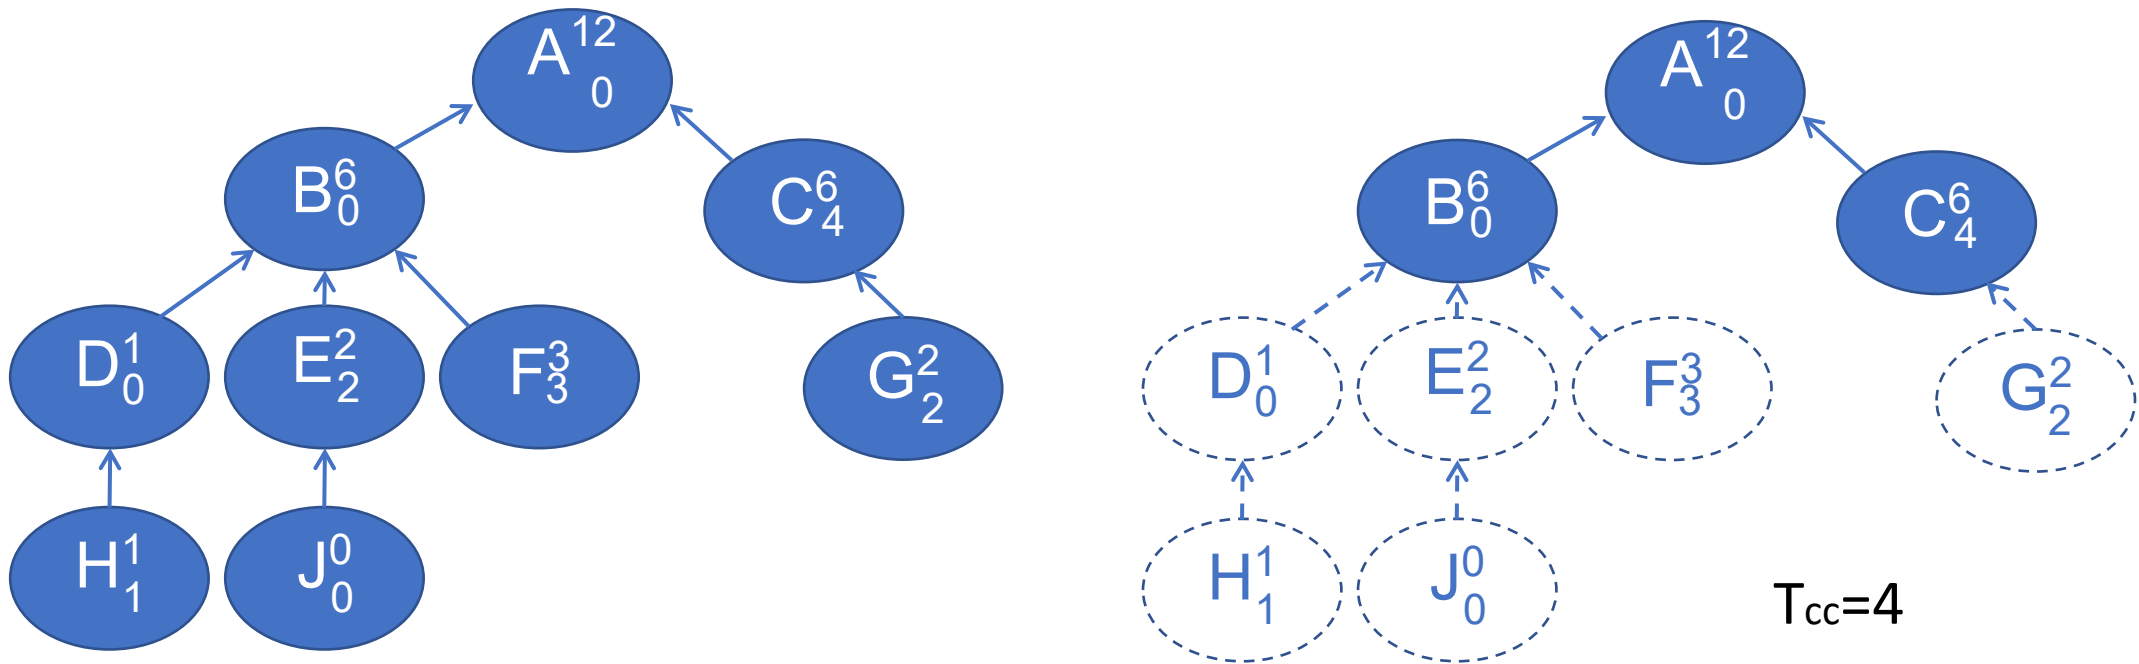 A 12 0
B 6 0
C 6 4
D 1 0
E 2 2
F 3 3
G 2 2
H 1 1
J 0 0
A 12 0
B 6 0
C 6 4
D 1 0
E 2 2
F 3 3
G 2 2
H 1 1
J 0 0
Tcc=4